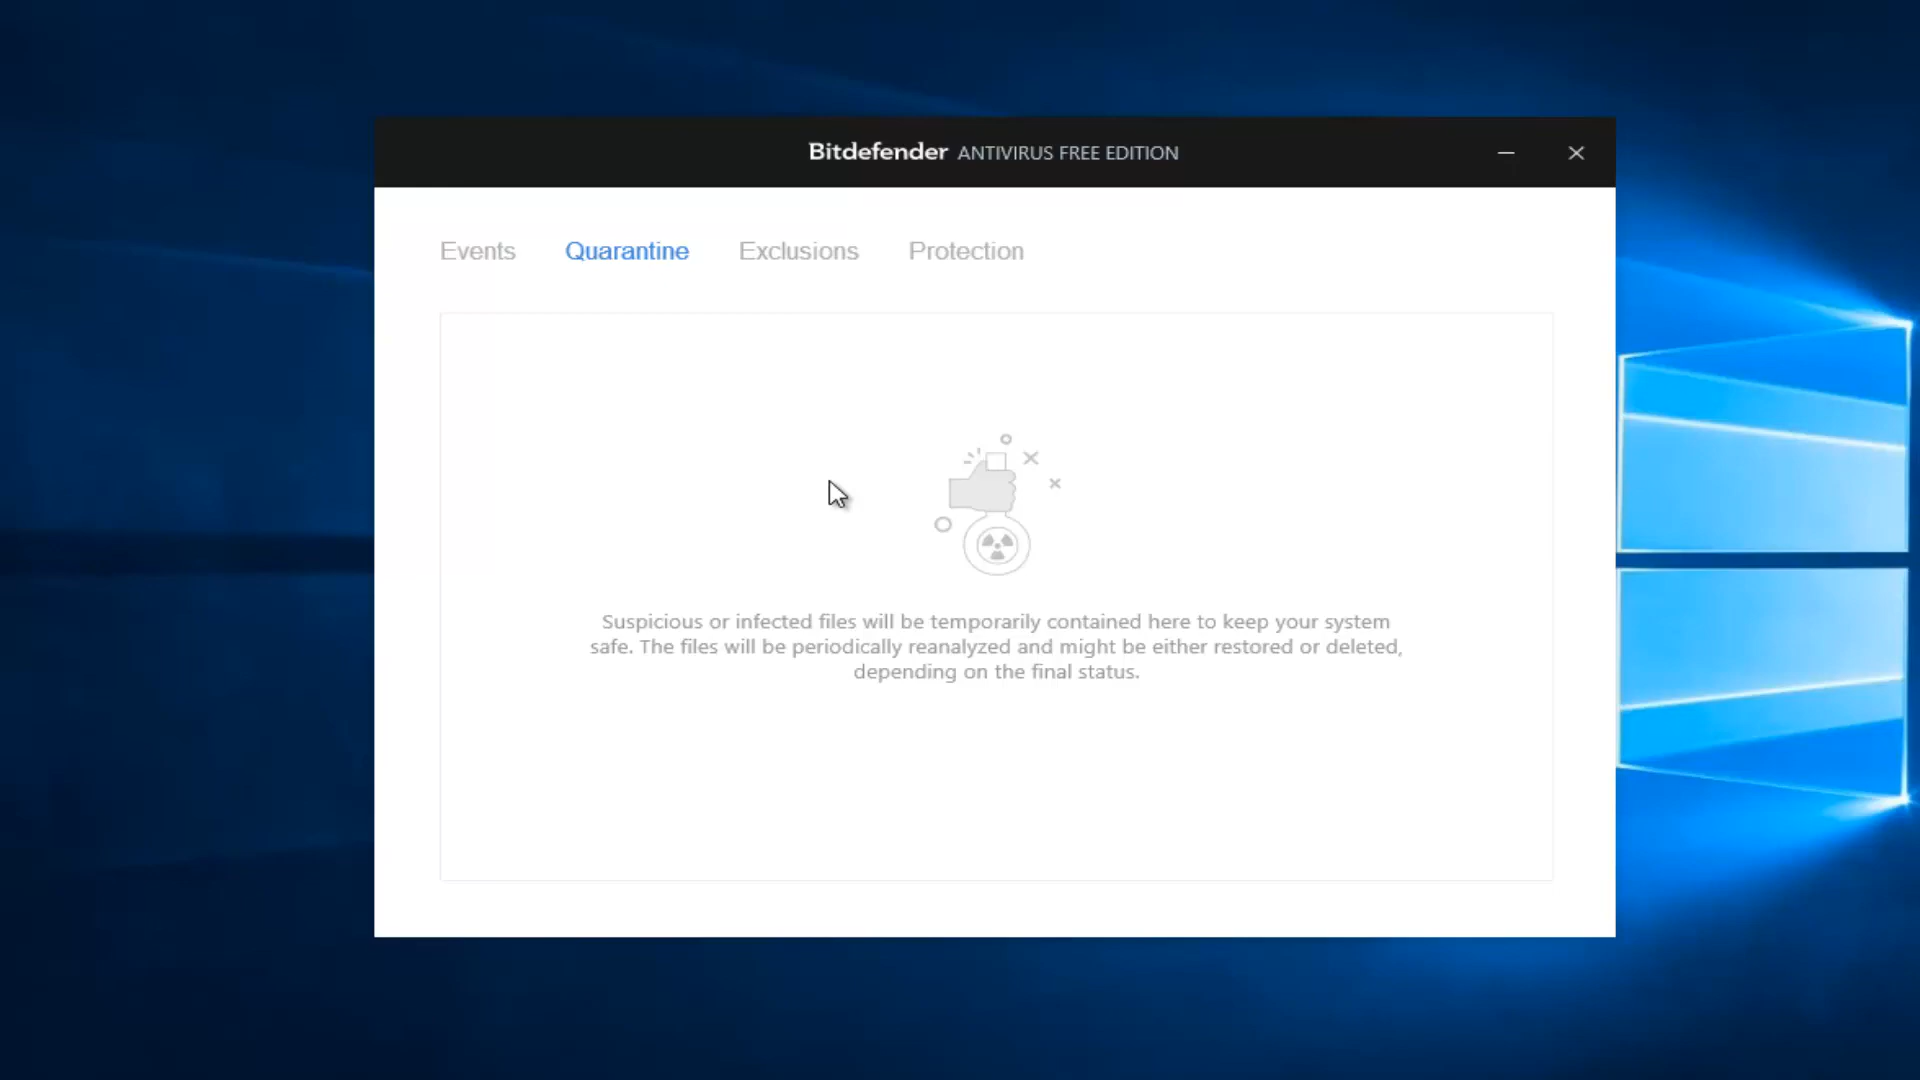 Bitdefender ANTIVIRUS FREE EDITION
Events Quarantine Exclusions Protection
Suspicious or infected files will be temporarily contained here to keep your system
safe. The files will be periodically reanalyzed and might be either restored or deleted,
depending on the final status.